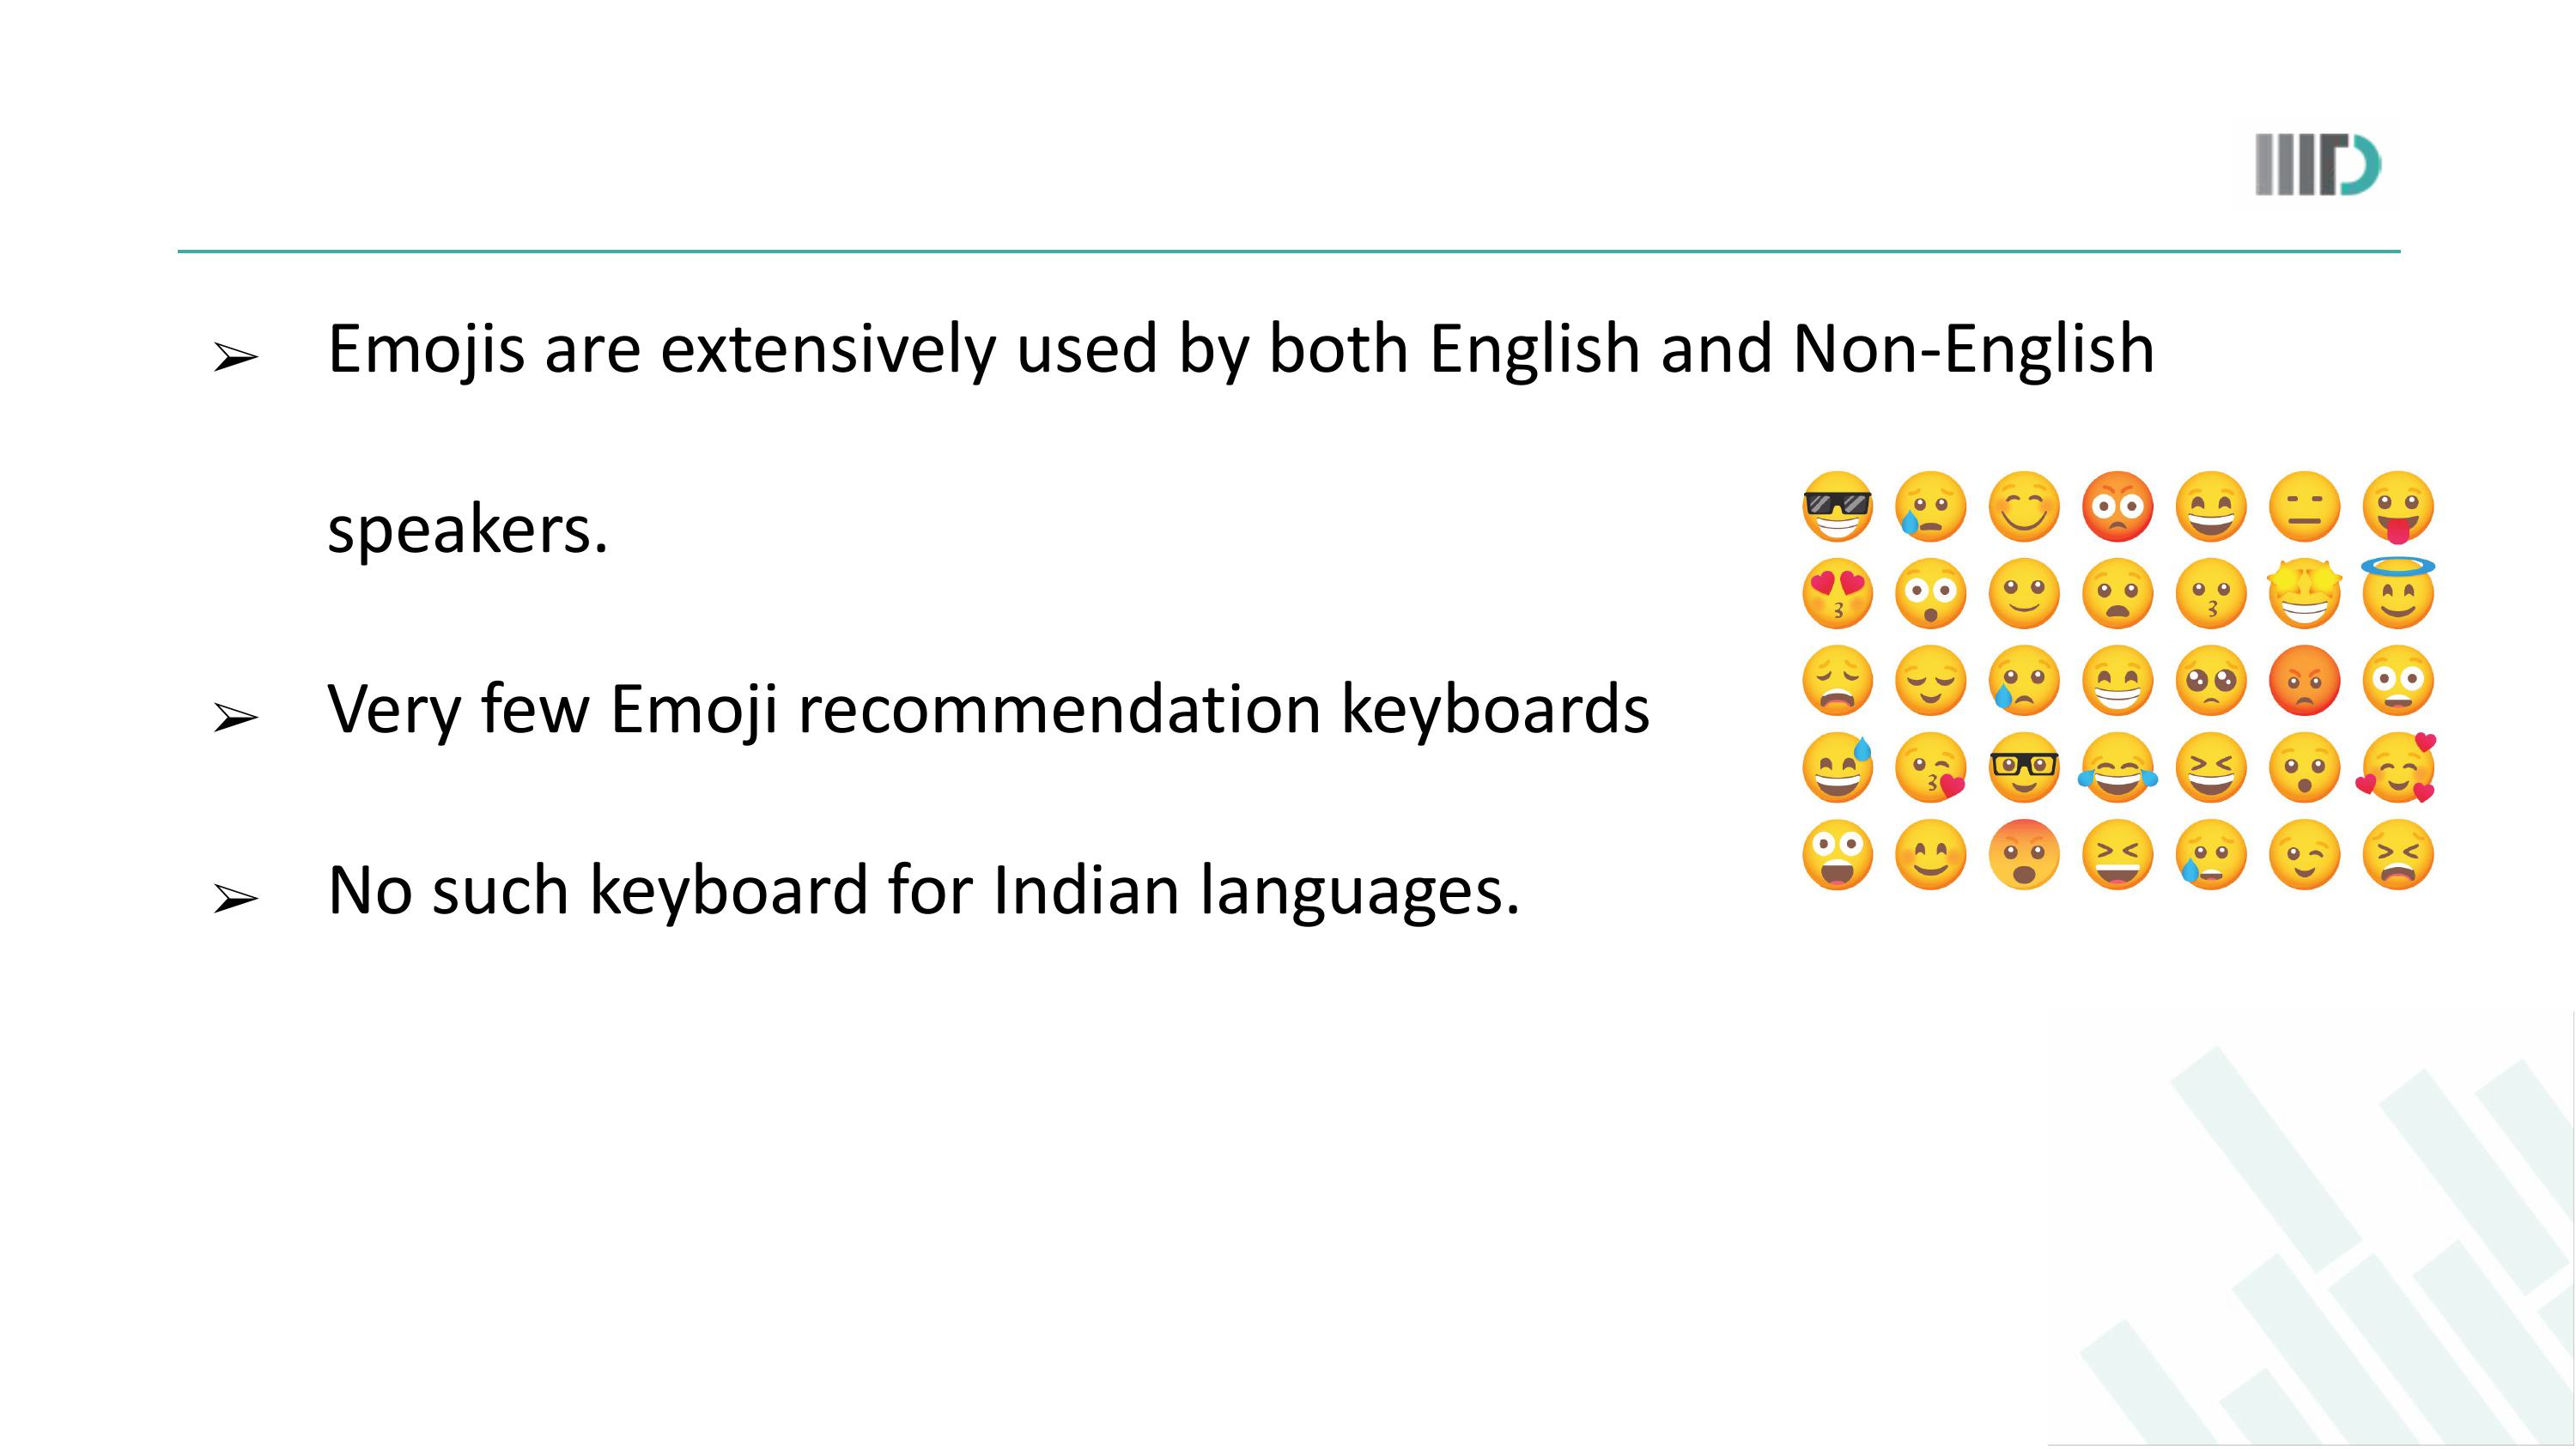 IIITD
➢ Emojis are extensively used by both English and Non-English
speakers.
➢ Very few Emoji recommendation keyboards
➢ No such keyboard for Indian languages.